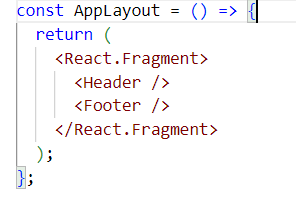 const AppLayout = () => {
  return (
    <React.Fragment>
      <Header />
      <Footer />
    </React.Fragment>
  );
};